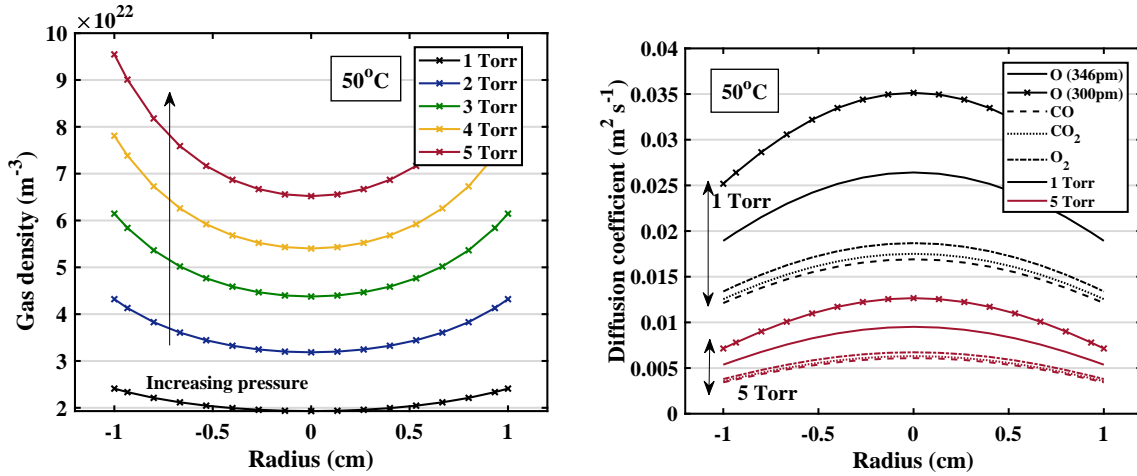 ×10²²
10
9
8
7
6
5
4
3
2
Gas density (m⁻³)
50°C
1 Torr
2 Torr
3 Torr
4 Torr
5 Torr
Increasing pressure
-1 -0.5 0 0.5 1
Radius (cm)
0.04
0.035
0.03
0.025
0.02
0.015
0.01
0.005
0
Diffusion coefficient (m² s⁻¹)
50°C
O (346pm)
O (300pm)
CO
CO₂
O₂
1 Torr
5 Torr
1 Torr
5 Torr
-1 -0.5 0 0.5 1
Radius (cm)